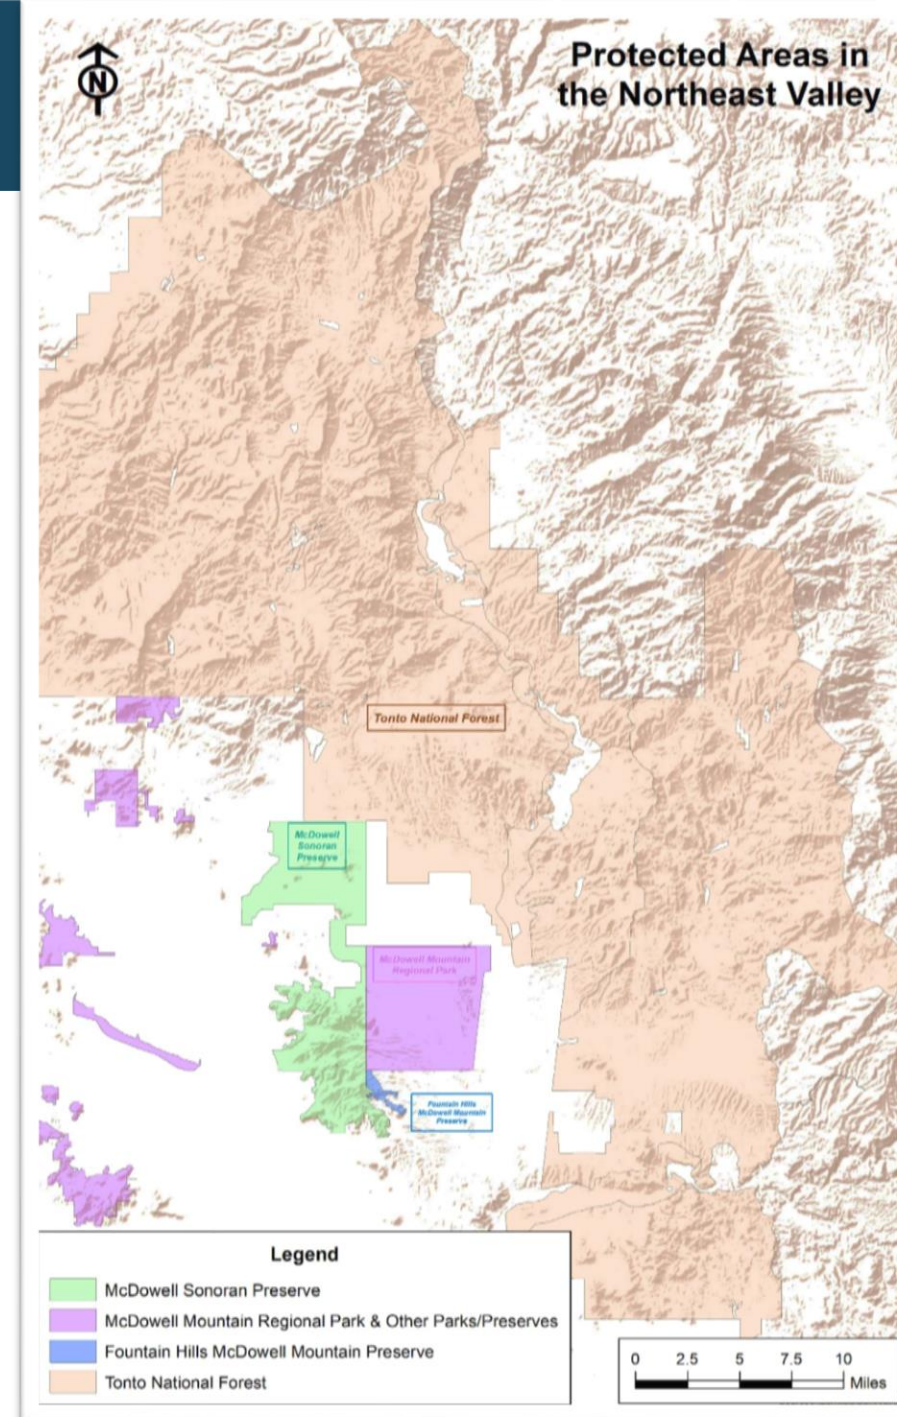 N
Protected Areas in
the Northeast Valley
Tonto National Forest
McDowell
Sonoran
Preserve
McDowell Mountain
Regional Park
Fountain Hills
McDowell Mountain
Preserve
Legend
McDowell Sonoran Preserve
McDowell Mountain Regional Park & Other Parks/Preserves
Fountain Hills McDowell Mountain Preserve
Tonto National Forest
0 2.5 5 7.5 10
Miles